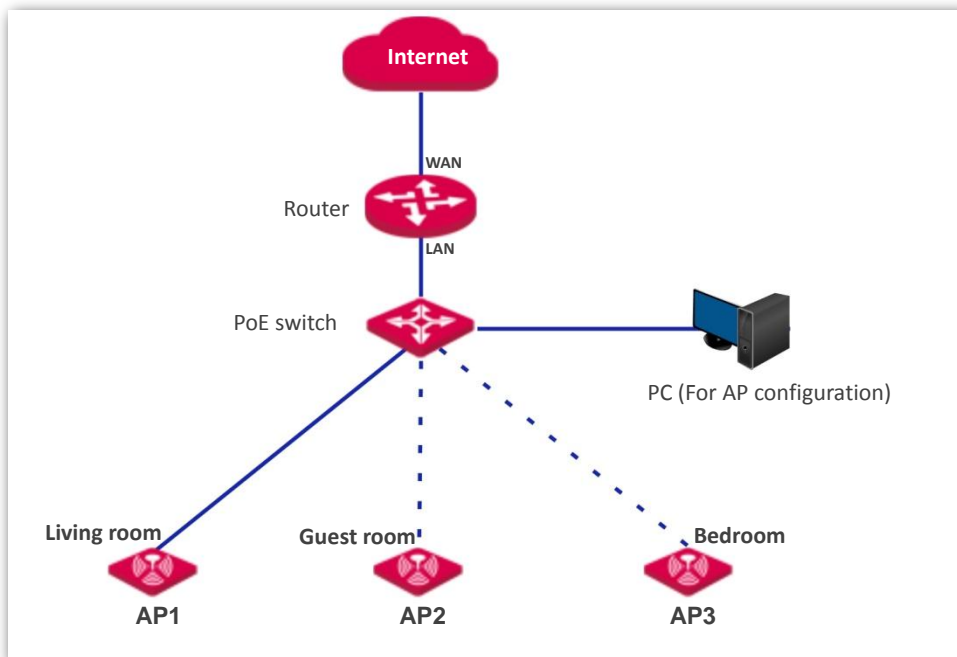 Internet
WAN
Router
LAN
PoE switch
PC (For AP configuration)
Living room
Guest room
Bedroom
AP1
AP2
AP3